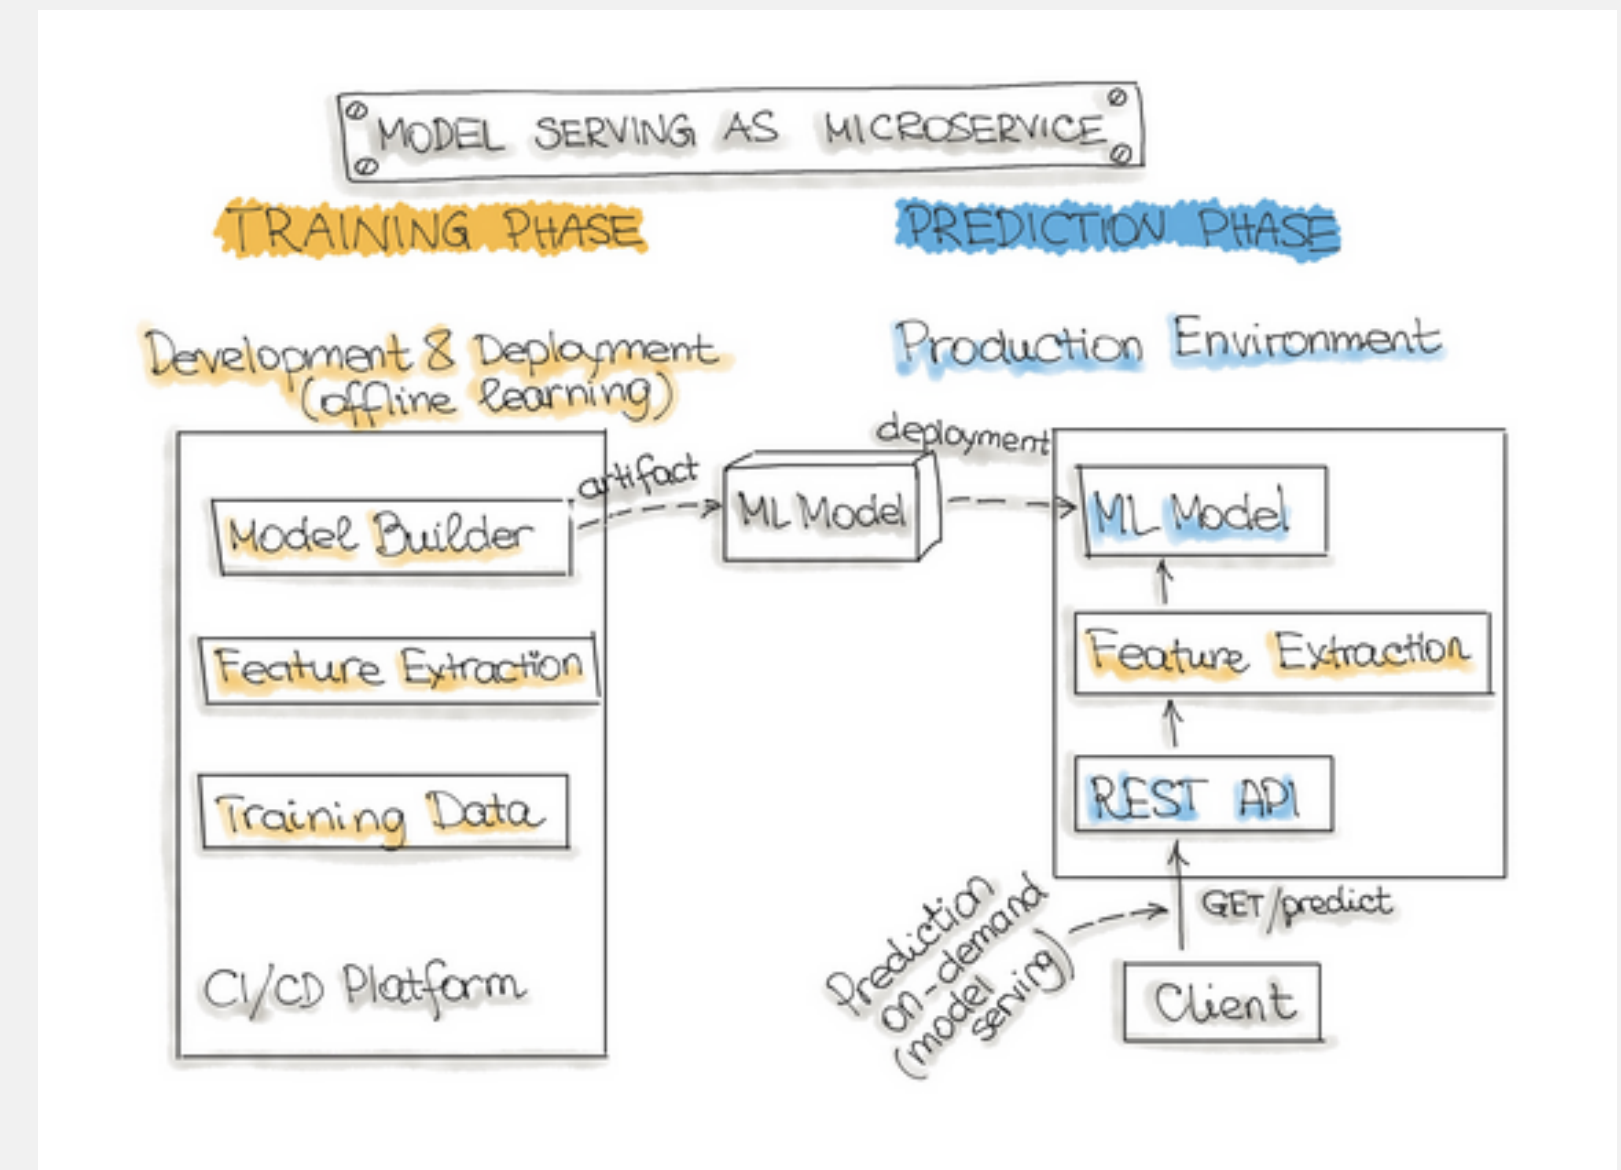 MODEL SERVING AS MICROSERVICE
TRAINING PHASE
PREDICTION PHASE
Development & Deployment
(offline learning)
Production Environment
Model Builder
Feature Extraction
Training Data
CI/CD Platform
artifact
ML Model
deployment
ML Model
Feature Extraction
REST API
GET/predict
Prediction
on-demand
(model
serving)
Client